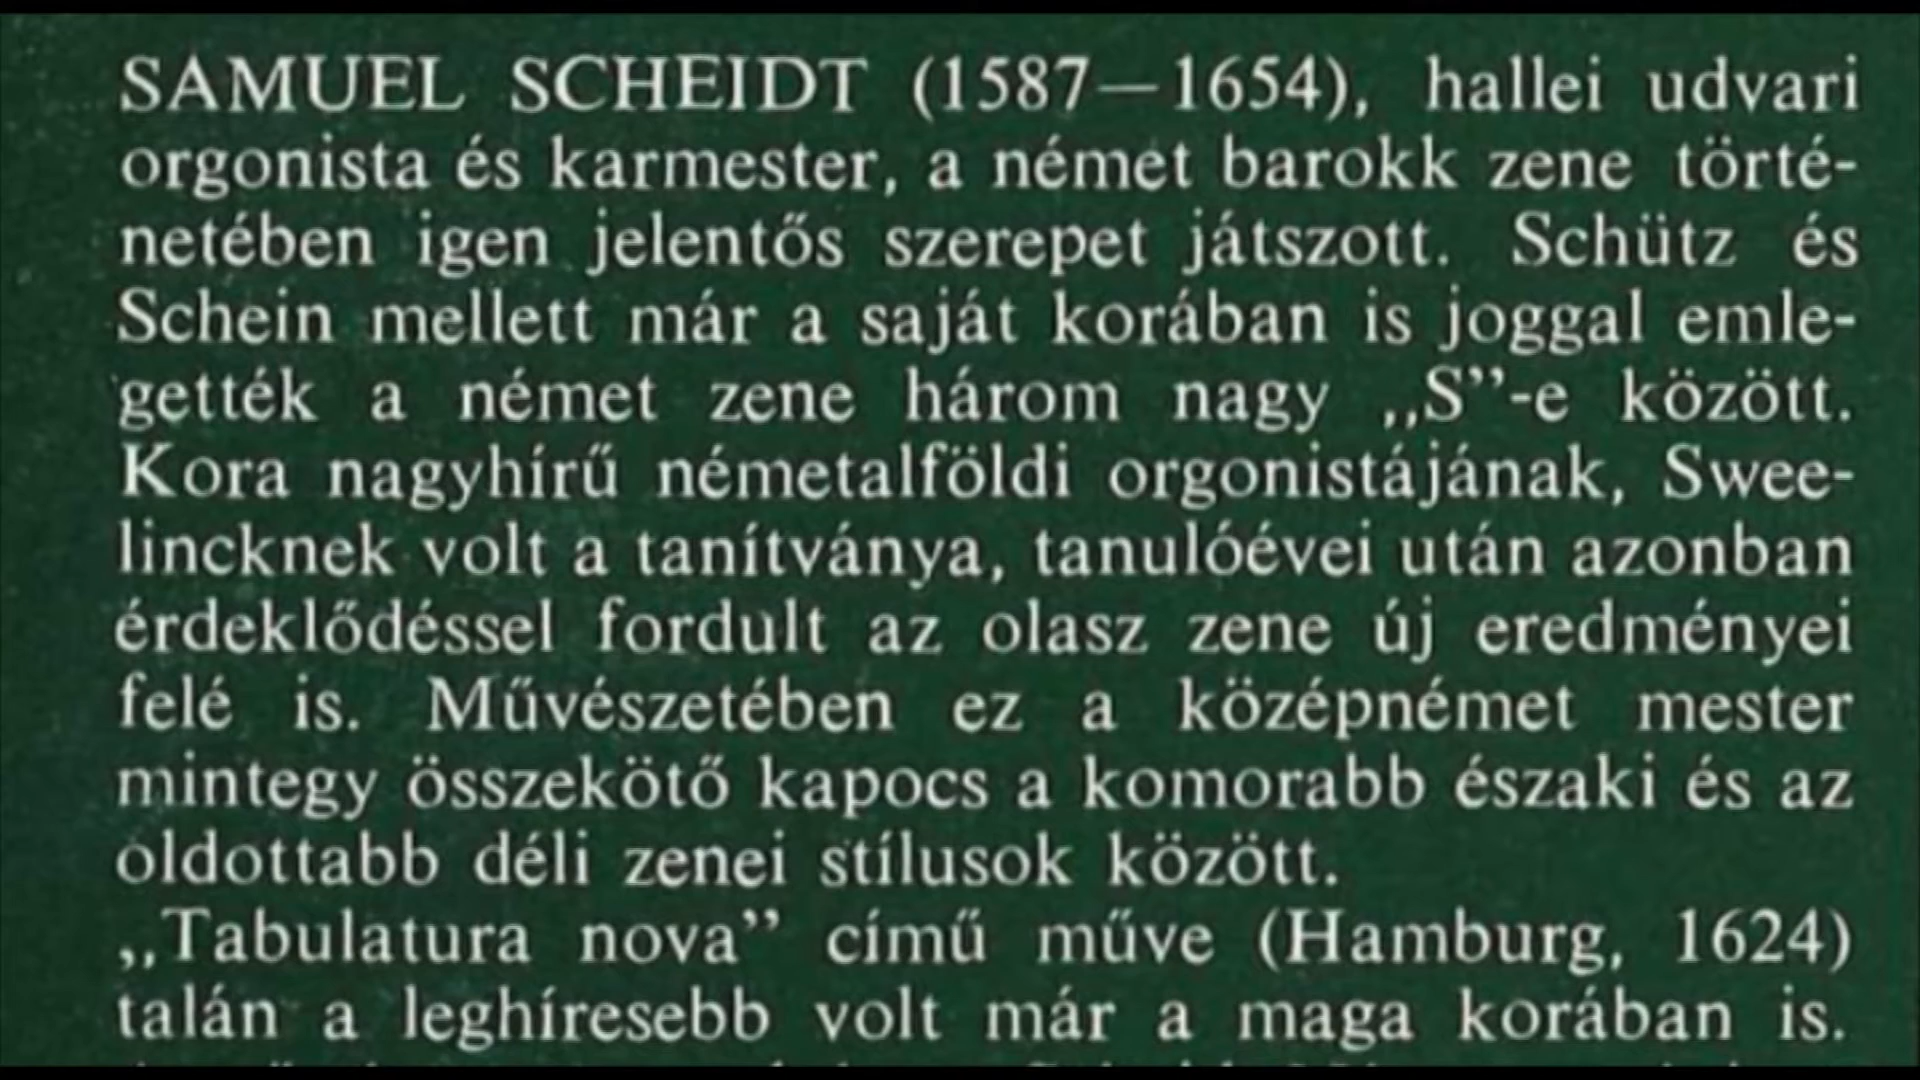 SAMUEL SCHEIDT (1587—1654), hallei udvari
orgonista és karmester, a német barokk zene törté-
netében igen jelentős szerepet játszott. Schütz és
Schein mellett már a saját korában is joggal emle-
gették a német zene három nagy „S”-e között.
Kora nagyhírű németalföldi orgonistájának, Swee-
lincknek volt a tanítványa, tanulóévei után azonban
érdeklődéssel fordult az olasz zene új eredményei
felé is. Művészetében ez a középnémet mester
mintegy összekötő kapocs a komorabb északi és az
oldottabb déli zenei stílusok között.
„Tabulatura nova” című műve (Hamburg, 1624)
talán a leghíresebb volt már a maga korában is.